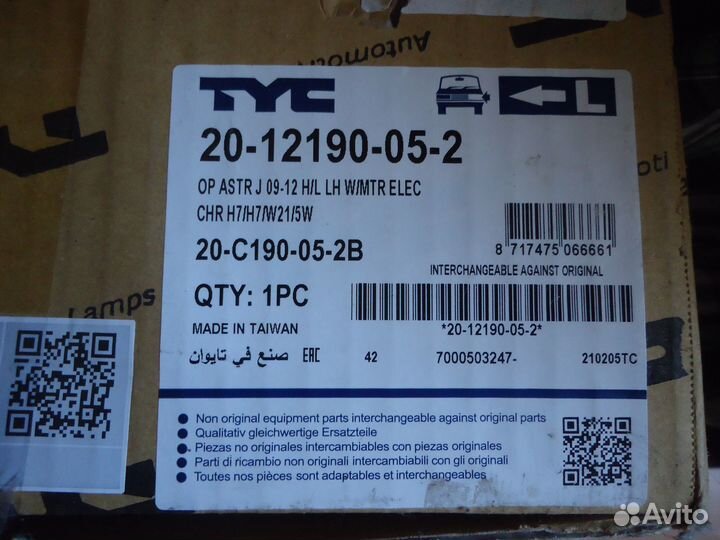 Automoti
TYC
L
20-12190-05-2
OP ASTR J 09-12 H/L LH W/MTR ELEC
CHR H7/H7/W21/5W
20-C190-05-2B
8 717475 066661
INTERCHANGEABLE AGAINST ORIGINAL
QTY: 1PC
Lamps
MADE IN TAIWAN
*20-12190-05-2*
صنع في تايوان
EAC
42
7000503247-
210205TC
Non original equipment parts interchangeable against original parts
Qualitativ gleichwertige Ersatzteile
Piezas no originales intercambiables con piezas originales
Parti di ricambio non originali intercambiabili con gli originali
Toutes nos pièces sont adaptables et interchangeables
Avito